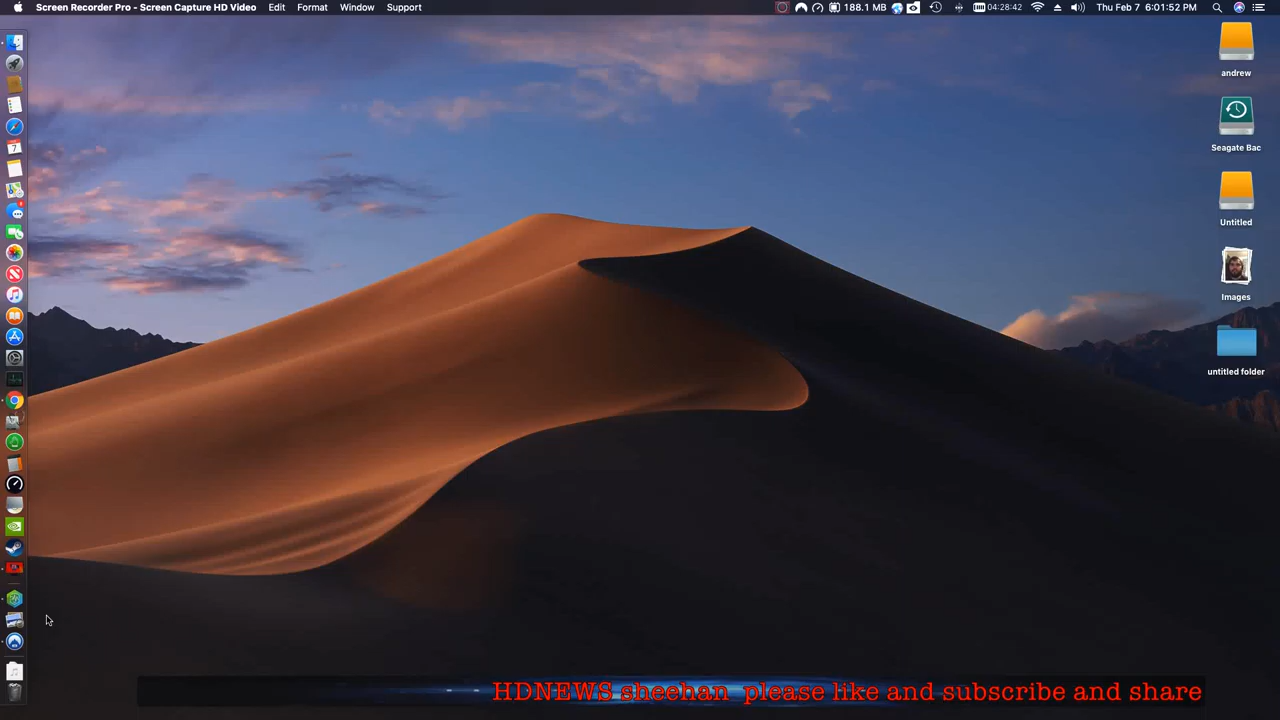 Screen Recorder Pro - Screen Capture HD Video Edit Format Window Support 188.1 MB 04:28:42 Thu Feb 7 6:01:52 PM
andrew
Seagate Bac
Untitled
Images
untitled folder
7
HDNEWS sheehan please like and subscribe and share